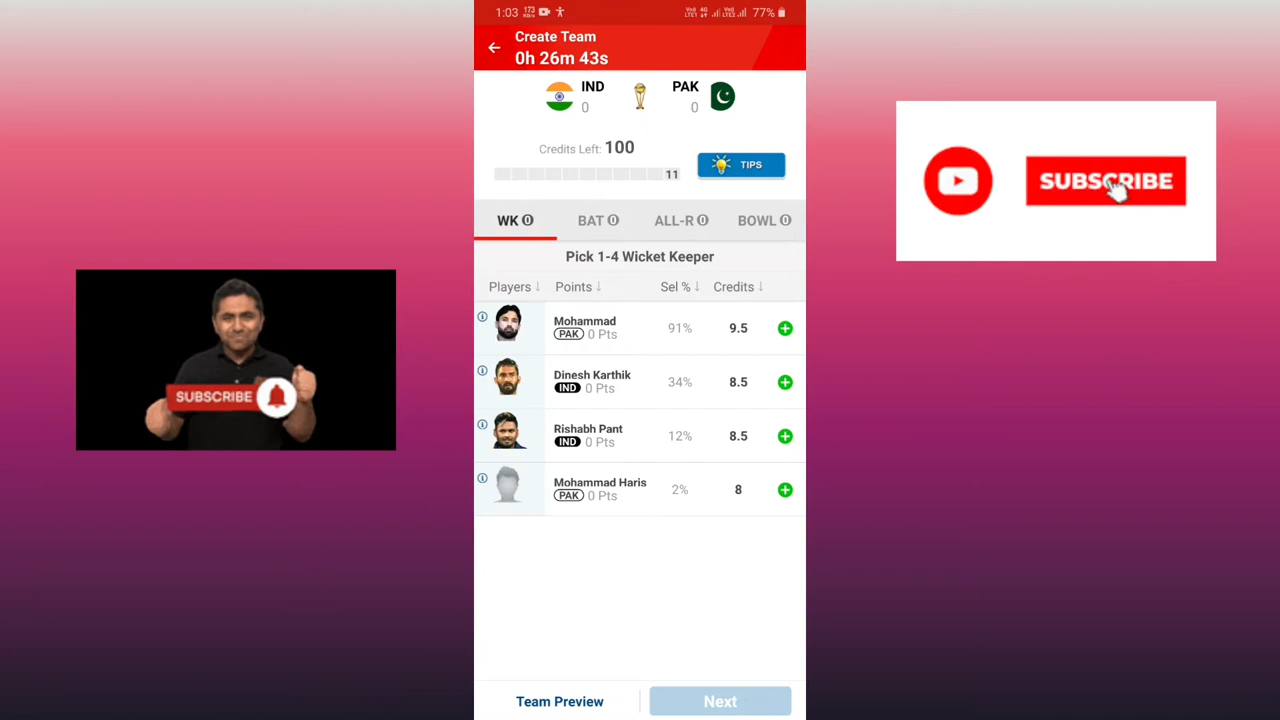 1:03 173 KB/s 77%
Create Team
0h 26m 43s
IND PAK
0 0
Credits Left: 100
TIPS
11
WK 0 BAT 0 ALL-R 0 BOWL 0
Pick 1-4 Wicket Keeper
Players Points Sel % Credits
Mohammad
PAK 0 Pts 91% 9.5
Dinesh Karthik
IND 0 Pts 34% 8.5
Rishabh Pant
IND 0 Pts 12% 8.5
Mohammad Haris
PAK 0 Pts 2% 8
Team Preview Next
SUBSCRIBE
SUBSCRIBE